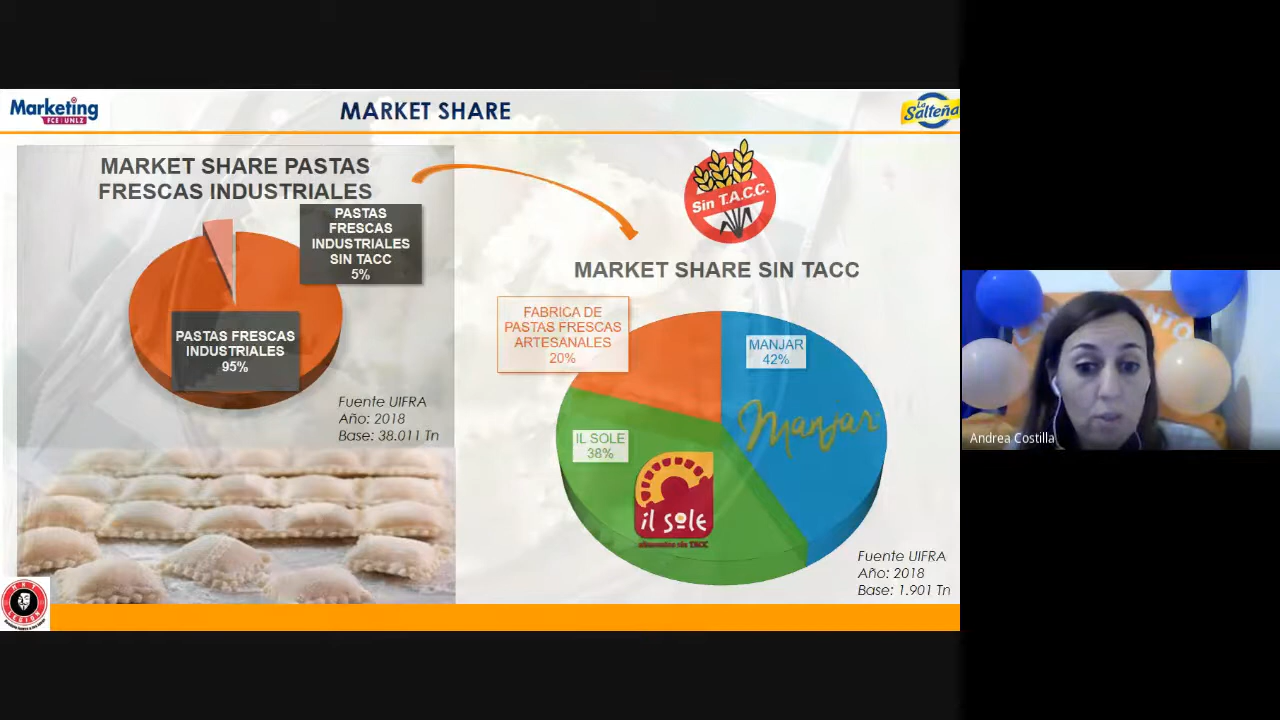 Marketing
FCE | UNLZ
MARKET SHARE
La
Salteña
MARKET SHARE PASTAS
FRESCAS INDUSTRIALES
PASTAS
FRESCAS
INDUSTRIALES
SIN TACC
5%
PASTAS FRESCAS
INDUSTRIALES
95%
Fuente UIFRA
Año: 2018
Base: 38.011 Tn
Sin T.A.C.C.
MARKET SHARE SIN TACC
FABRICA DE
PASTAS FRESCAS
ARTESANALES
20%
MANJAR
42%
Manjar
IL SOLE
38%
il sole
alimentos sin TACC
Fuente UIFRA
Año: 2018
Base: 1.901 Tn
MKT
LEGION
Andrea Costilla